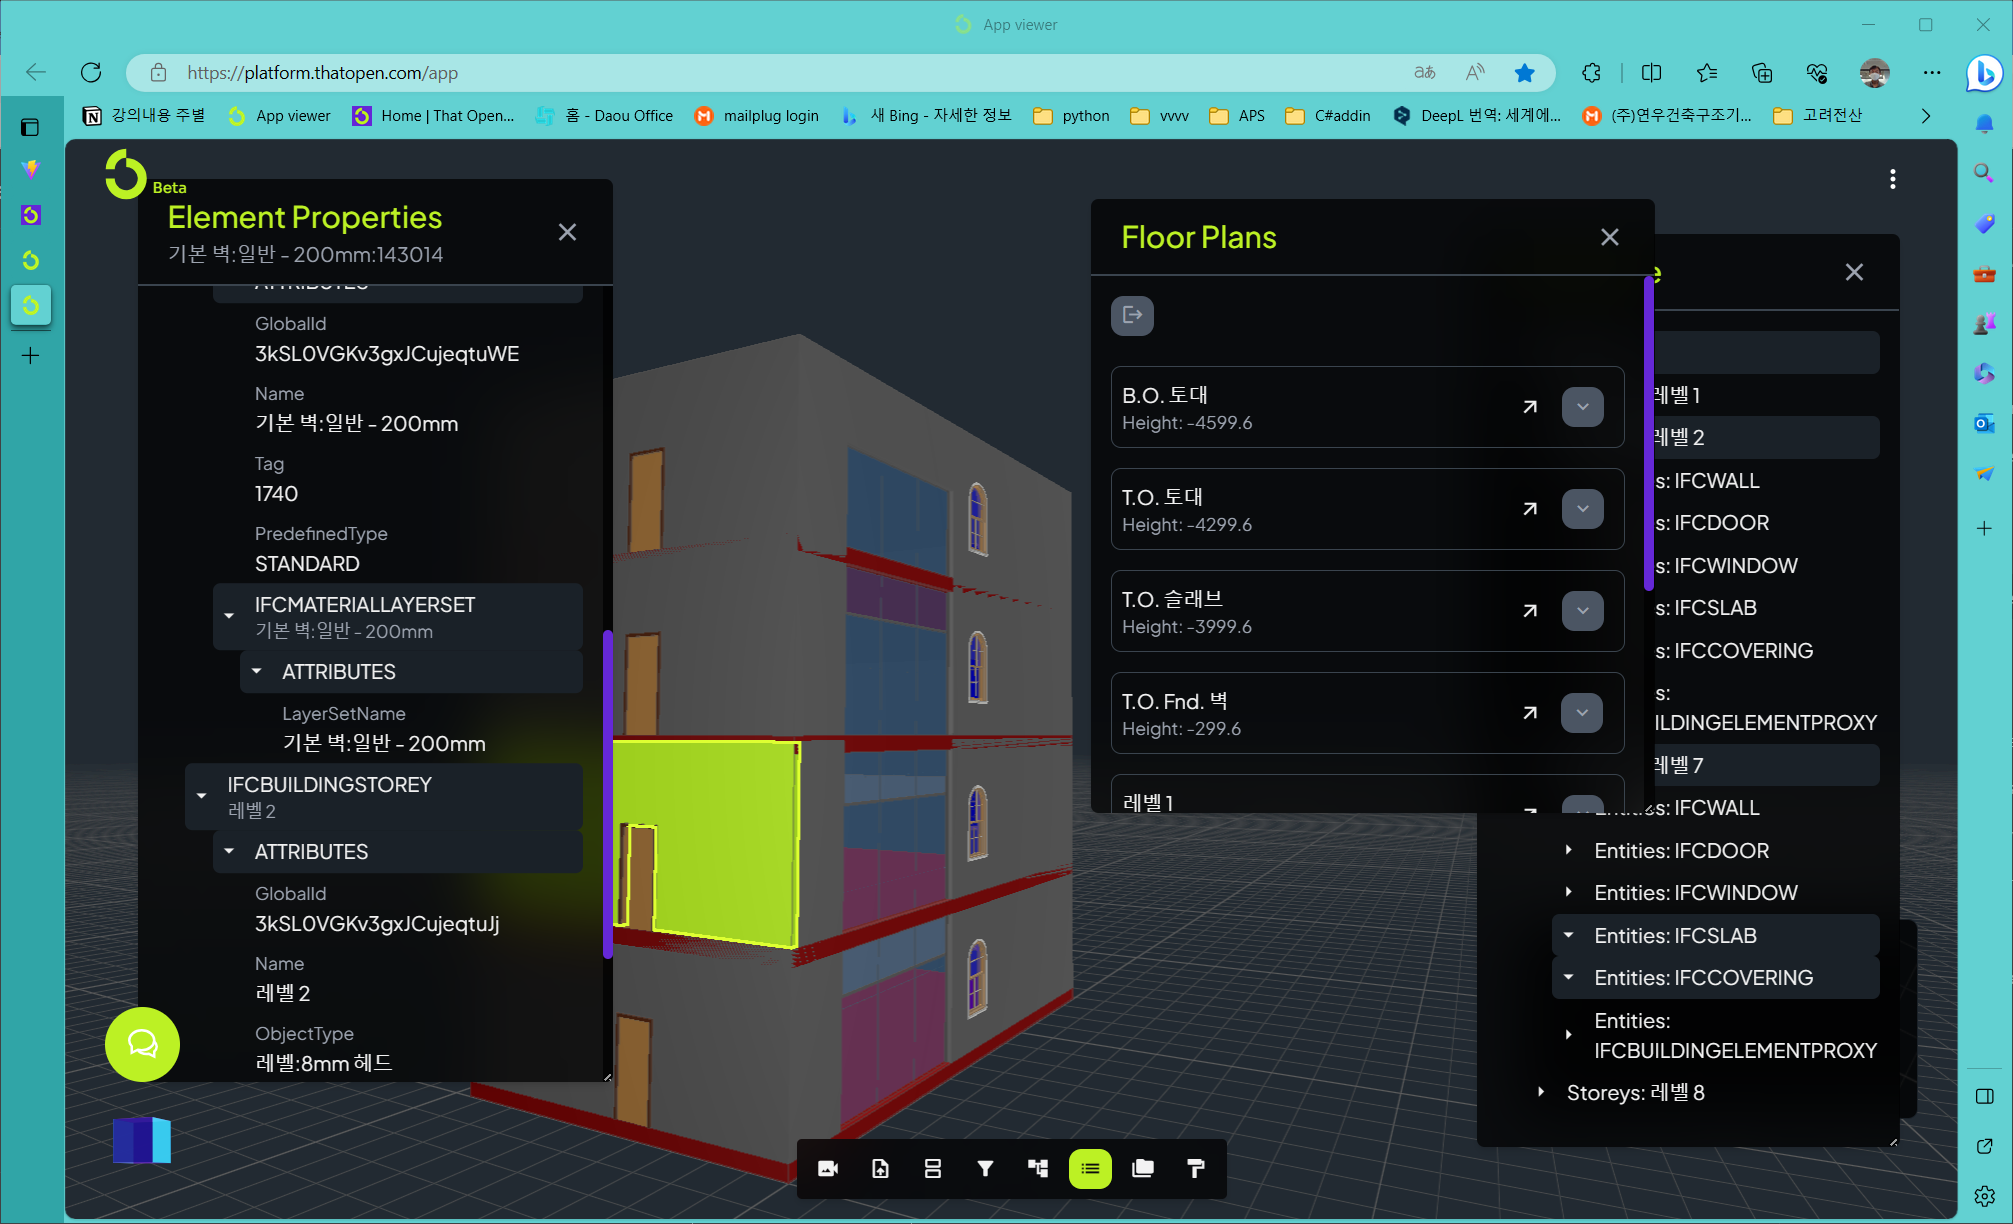 App viewer
https://platform.thatopen.com/app
강의내용 주별
App viewer
Home | That Open...
홈 - Daou Office
mailplug login
새 Bing - 자세한 정보
python
vvvv
APS
C#addin
DeepL 번역: 세계에...
(주)연우건축구조기...
고려전산
Beta
Element Properties
기본 벽:일반 - 200mm:143014
ATTRIBUTES
GlobalId
3kSL0VGKv3gxJCujeqtuWE
Name
기본 벽:일반 - 200mm
Tag
1740
PredefinedType
STANDARD
IFCMATERIALLAYERSET
기본 벽:일반 - 200mm
ATTRIBUTES
LayerSetName
기본 벽:일반 - 200mm
IFCBUILDINGSTOREY
레벨 2
ATTRIBUTES
GlobalId
3kSL0VGKv3gxJCujeqtuJj
Name
레벨 2
ObjectType
레벨:8mm 헤드
Floor Plans
B.O. 토대
Height: -4599.6
T.O. 토대
Height: -4299.6
T.O. 슬래브
Height: -3999.6
T.O. Fnd. 벽
Height: -299.6
레벨 1
e
레벨 1
레벨 2
s: IFCWALL
s: IFCDOOR
s: IFCWINDOW
s: IFCSLAB
s: IFCCOVERING
s:
ILDINGELEMENTPROXY
레벨 7
Entities: IFCWALL
Entities: IFCDOOR
Entities: IFCWINDOW
Entities: IFCSLAB
Entities: IFCCOVERING
Entities:
IFCBUILDINGELEMENTPROXY
Storeys: 레벨 8